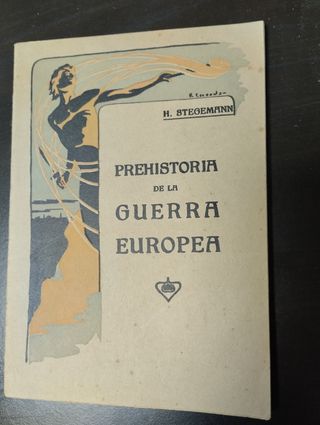 H. STEGEMANN
PREHISTORIA
DE LA
GUERRA
EUROPEA